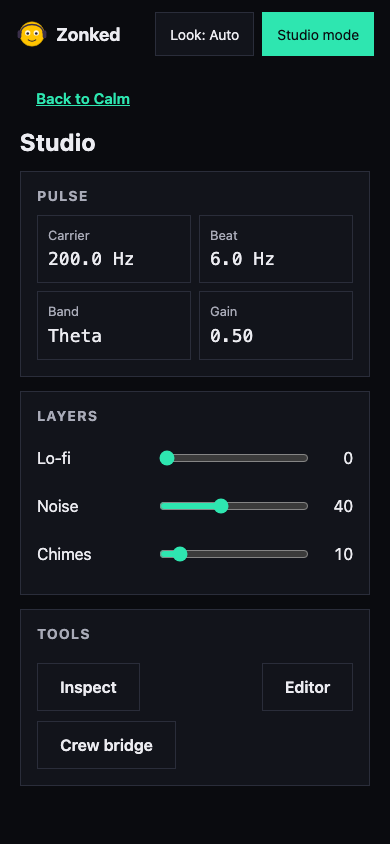 Zonked
Look: Auto
Studio mode
Back to Calm
Studio
PULSE
Carrier
200.0 Hz
Beat
6.0 Hz
Band
Theta
Gain
0.50
LAYERS
Lo-fi 0
Noise 40
Chimes 10
TOOLS
Inspect
Editor
Crew bridge